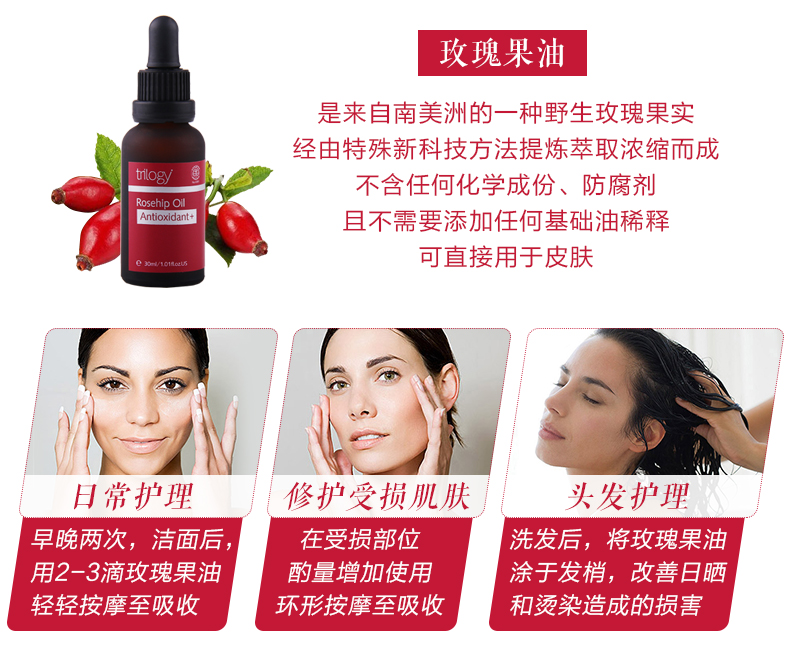 玫瑰果油
是来自南美洲的一种野生玫瑰果实
经由特殊新科技方法提炼萃取浓缩而成
不含任何化学成份、防腐剂
且不需要添加任何基础油稀释
可直接用于皮肤
trilogy
Rosehip Oil
Antioxidant+
e 30ml/1.01fl.oz.US
日常护理
早晚两次，洁面后，
用2-3滴玫瑰果油
轻轻按摩至吸收
修护受损肌肤
在受损部位
酌量增加使用
环形按摩至吸收
头发护理
洗发后，将玫瑰果油
涂于发梢，改善日晒
和烫染造成的损害